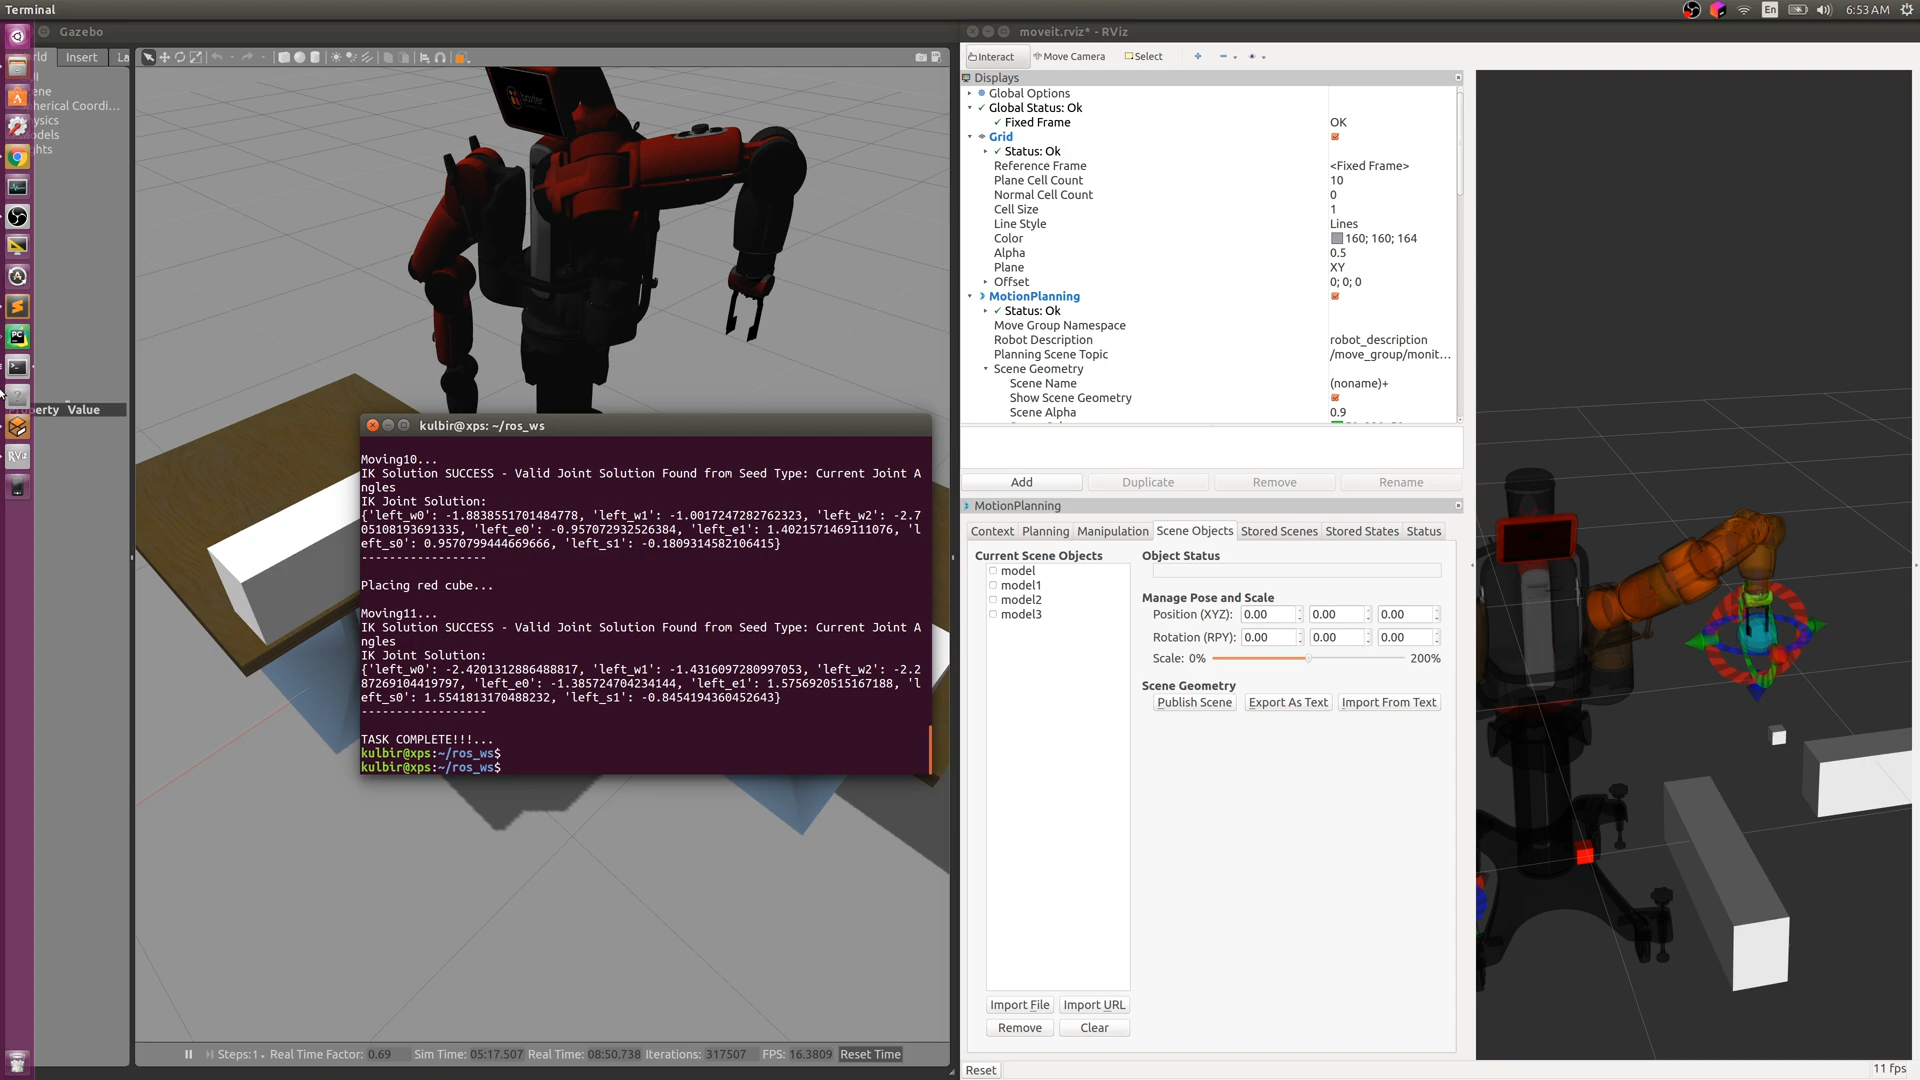 Terminal
En
6:53 AM
Gazebo
Insert
Steps: 1
Real Time Factor: 0.69
Sim Time: 05:17.507
Real Time: 08:50.738
Iterations: 317507
FPS: 16.3809
Reset Time
Property Value
baxter
kulbir@xps: ~/ros_ws
Moving10...
IK Solution SUCCESS - Valid Joint Solution Found from Seed Type: Current Joint A
ngles
IK Joint Solution:
{'left_w0': -1.8838551701484778, 'left_w1': -1.0017247282762323, 'left_w2': -2.7
05108193691335, 'left_e0': -0.957072932526384, 'left_e1': 1.40215714691110​76, 'l
eft_s0': 0.9570799444669666, 'left_s1': -0.1809314582106415}
-----------------
Placing red cube...
Moving11...
IK Solution SUCCESS - Valid Joint Solution Found from Seed Type: Current Joint A
ngles
IK Joint Solution:
{'left_w0': -2.4201312886488817, 'left_w1': -1.4316097280997053, 'left_w2': -2.2
87269104419797, 'left_e0': -1.385724704234144, 'left_e1': 1.5756920515167188, 'l
eft_s0': 1.5541813170488232, 'left_s1': -0.8454194360452643}
-----------------
TASK COMPLETE!!!...
kulbir@xps:~/ros_ws$
kulbir@xps:~/ros_ws$
moveit.rviz* - RViz
Interact
Move Camera
Select
Displays
Global Options
Global Status: Ok
Fixed Frame OK
Grid
Status: Ok
Reference Frame <Fixed Frame>
Plane Cell Count 10
Normal Cell Count 0
Cell Size 1
Line Style Lines
Color 160; 160; 164
Alpha 0.5
Plane XY
Offset 0; 0; 0
MotionPlanning
Status: Ok
Move Group Namespace
Robot Description robot_description
Planning Scene Topic /move_group/monit...
Scene Geometry
Scene Name (noname)+
Show Scene Geometry
Scene Alpha 0.9
Add Duplicate Remove Rename
MotionPlanning
Context Planning Manipulation Scene Objects Stored Scenes Stored States Status
Current Scene Objects
model
model1
model2
model3
Import File Import URL
Remove Clear
Object Status
Manage Pose and Scale
Position (XYZ): 0.00 0.00 0.00
Rotation (RPY): 0.00 0.00 0.00
Scale: 0% 200%
Scene Geometry
Publish Scene Export As Text Import From Text
Reset
11 fps